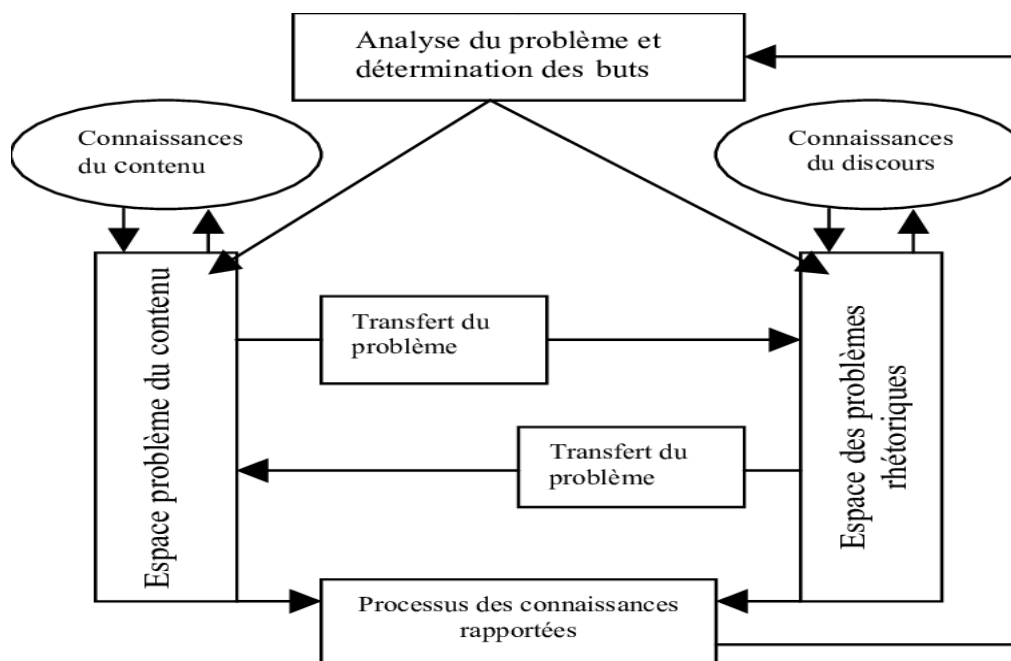 Analyse du problème et
détermination des buts
Connaissances
du contenu
Connaissances
du discours
Espace problème du contenu
Transfert du
problème
Transfert du
problème
Espace des problèmes
rhétoriques
Processus des connaissances
rapportées